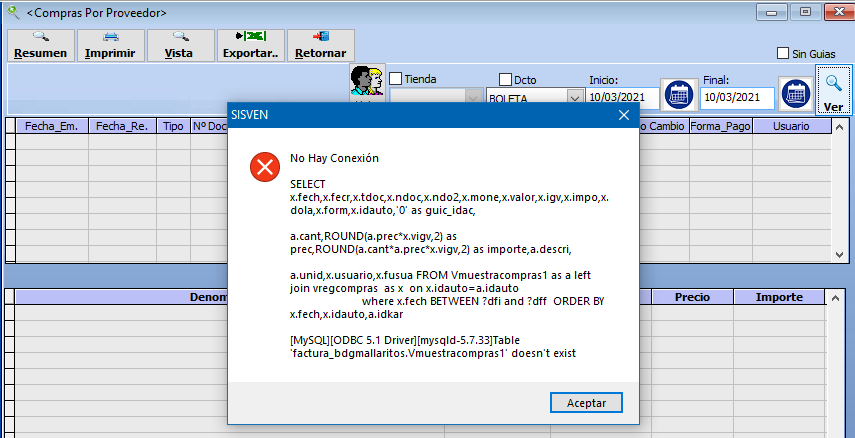 <Compras Por Proveedor>
Resumen
Imprimir
Vista
Exportar..
Retornar
Sin Guias
Tienda
Dcto
Inicio:
Final:
BOLETA
10/03/2021
10/03/2021
Ver
Fecha_Em.
Fecha_Re.
Tipo
Nº Doc
o Cambio
Forma_Pago
Usuario
SISVEN
No Hay Conexión
SELECT
x.fech,x.fecr,x.tdoc,x.ndoc,x.ndo2,x.mone,x.valor,x.igv,x.impo,x.
dola,x.form,x.idauto,'0' as guic_idac,
a.cant,ROUND(a.prec*x.vigv,2) as
prec,ROUND(a.cant*a.prec*x.vigv,2) as importe,a.descri,
a.unid,x.usuario,x.fusua FROM Vmuestracompras1 as a left
join vregcompras as x on x.idauto=a.idauto
where x.fech BETWEEN ?dfi and ?dff ORDER BY
x.fech,x.idauto,a.idkar
[MySQL][ODBC 5.1 Driver][mysqld-5.7.33]Table
'factura_bdgmallaritos.Vmuestracompras1' doesn't exist
Aceptar
Denom
Precio
Importe